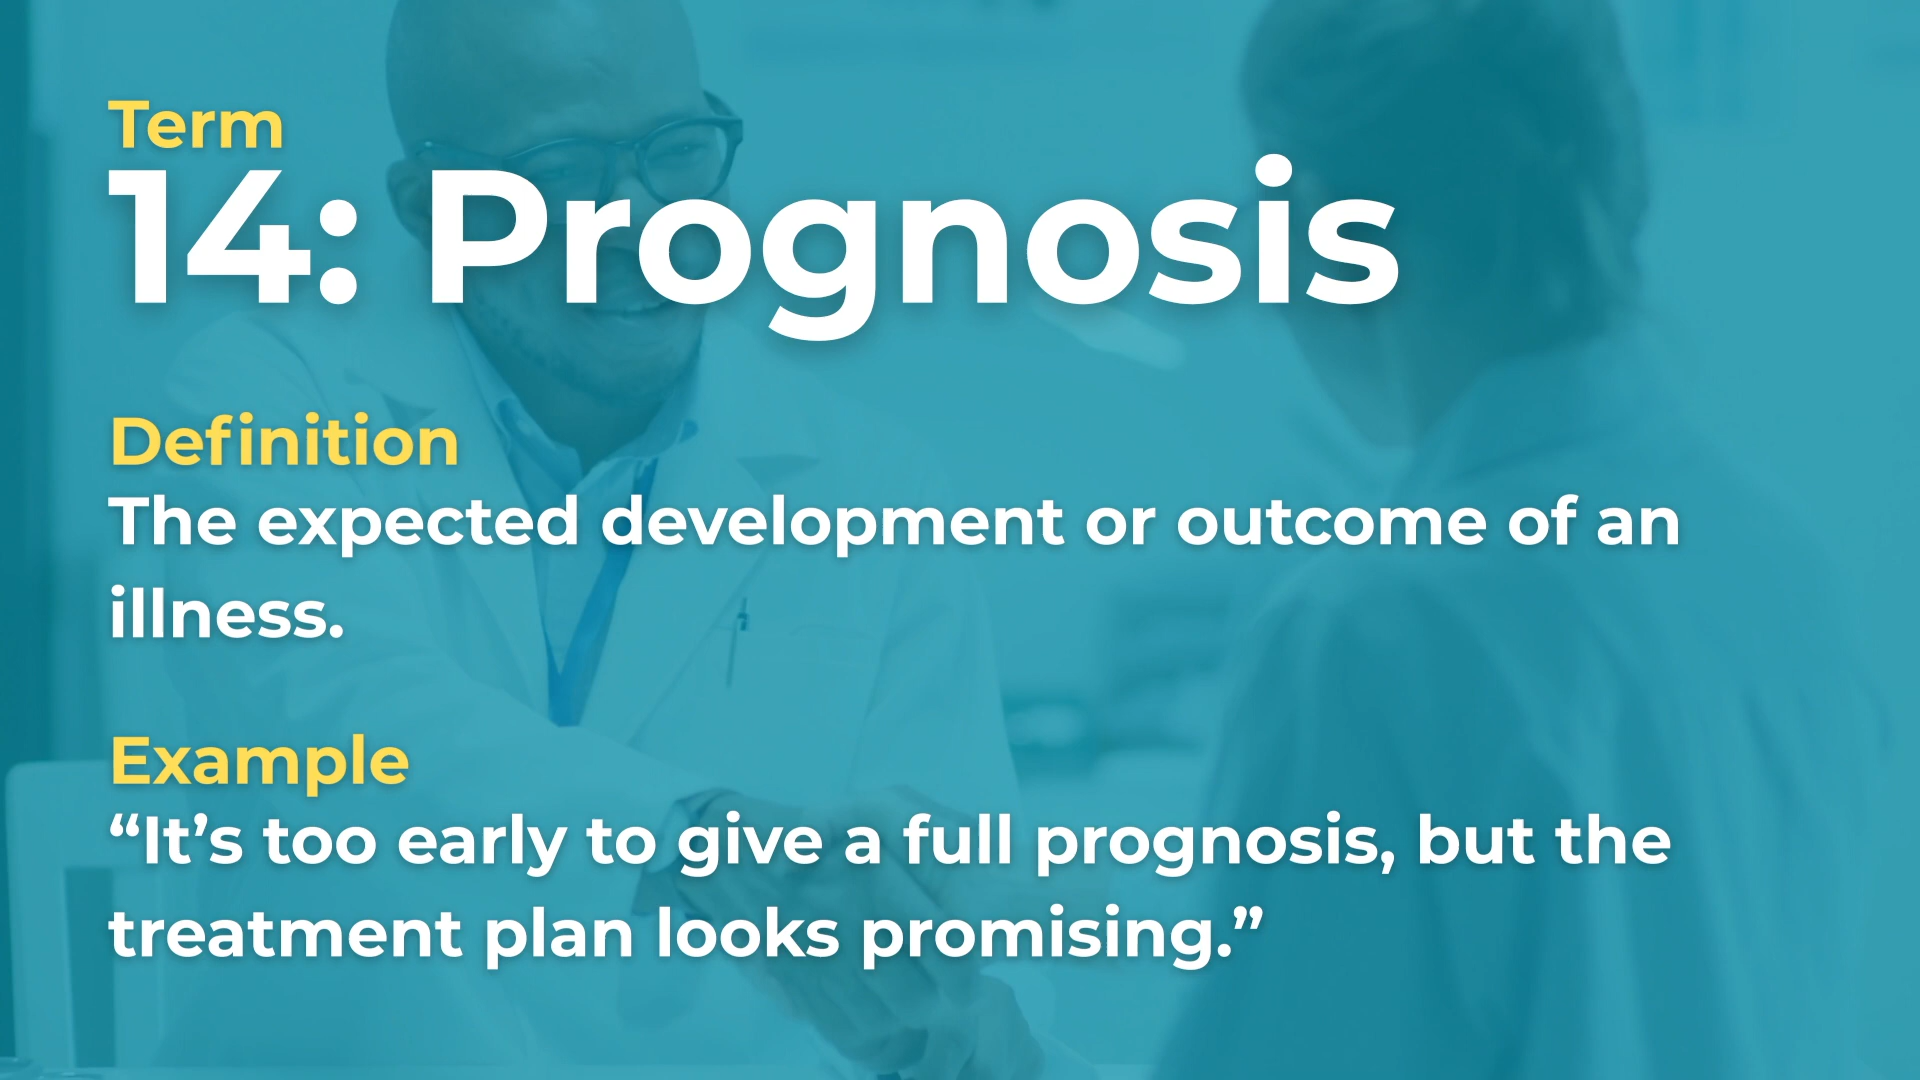 Term
14: Prognosis
Definition
The expected development or outcome of an
illness.
Example
“It’s too early to give a full prognosis, but the
treatment plan looks promising.”